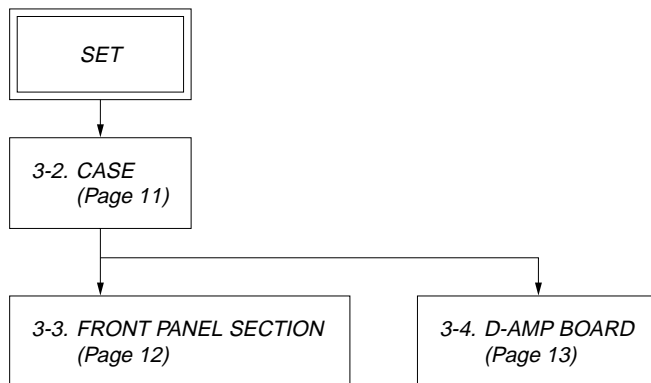 SET
3-2. CASE
(Page 11)
3-3. FRONT PANEL SECTION
(Page 12)
3-4. D-AMP BOARD
(Page 13)